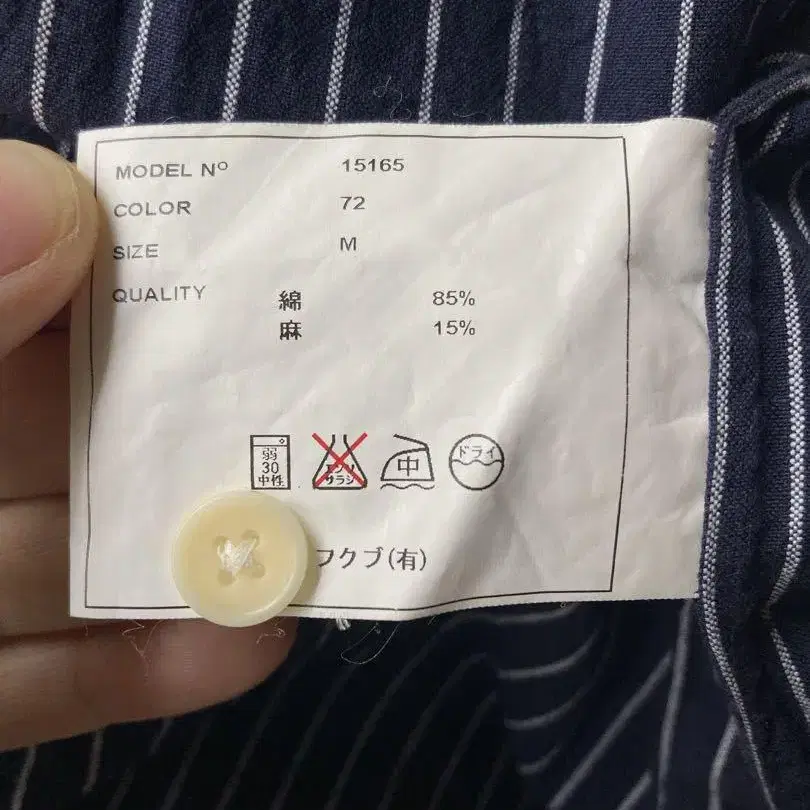 MODEL Nº 15165
COLOR 72
SIZE M
QUALITY 綿 85%
麻 15%
弱
30
中性
エンソ
サラシ
中
ドライ
フクブ(有)